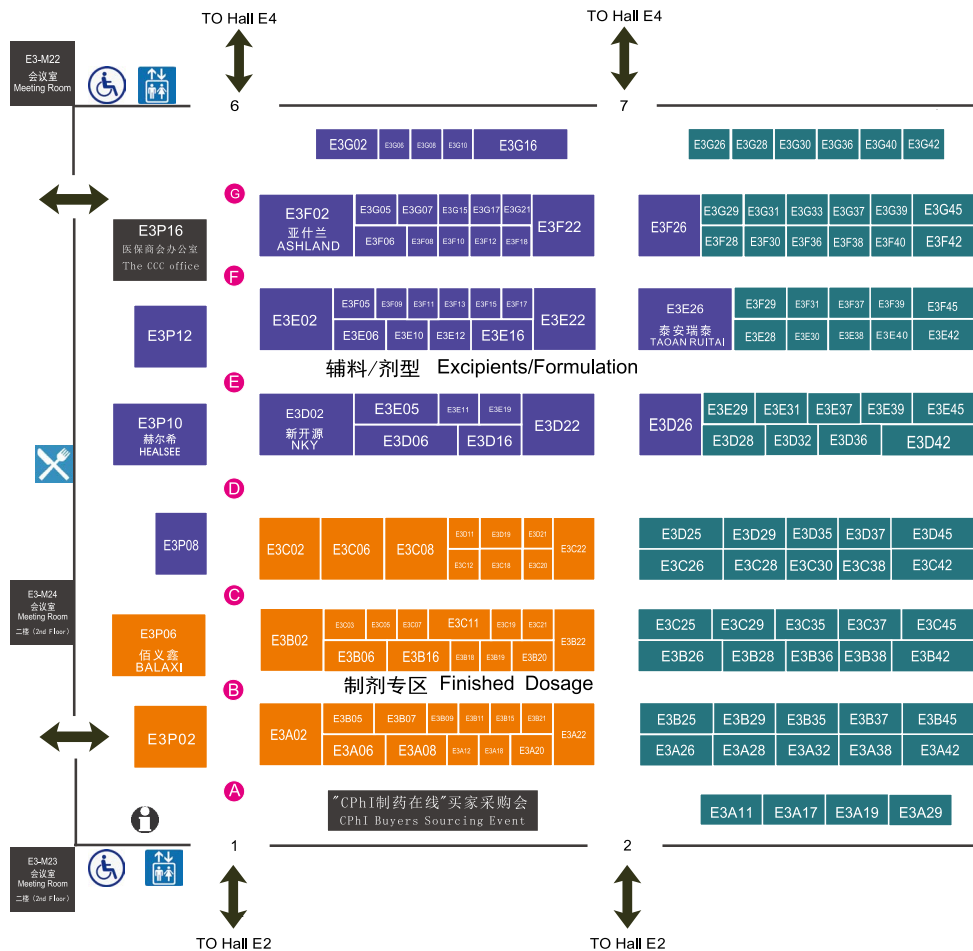 TO Hall E4
TO Hall E4
E3-M22
会议室
Meeting Room
6
7
E3G02
E3G06
E3G08
E3G10
E3G16
E3G26
E3G28
E3G30
E3G36
E3G40
E3G42
G
E3P16
医保商会办公室
The CCC office
E3F02
亚什兰
ASHLAND
E3G05
E3G07
E3G15
E3G17
E3G21
E3F06
E3F08
E3F10
E3F12
E3F18
E3F22
E3F26
E3G29
E3G31
E3G33
E3G37
E3G39
E3G45
E3F28
E3F30
E3F36
E3F38
E3F40
E3F42
F
E3P12
E3E02
E3F05
E3F09
E3F11
E3F13
E3F15
E3F17
E3E06
E3E10
E3E12
E3E16
E3E22
E3E26
泰安瑞泰
TAOAN RUITAI
E3F29
E3F31
E3F37
E3F39
E3F45
E3E28
E3E30
E3E38
E3E40
E3E42
辅料/剂型 Excipients/Formulation
E
E3P10
赫尔希
HEALSEE
E3D02
新开源
NKY
E3E05
E3E11
E3E19
E3D06
E3D16
E3D22
E3D26
E3E29
E3E31
E3E37
E3E39
E3E45
E3D28
E3D32
E3D36
E3D42
D
E3P08
E3C02
E3C06
E3C08
E3D11
E3D19
E3D21
E3C12
E3C18
E3C20
E3C22
E3D25
E3D29
E3D35
E3D37
E3D45
E3C26
E3C28
E3C30
E3C38
E3C42
E3-M24
会议室
Meeting Room
二楼 (2nd Floor)
C
E3P06
佰义鑫
BALAXI
E3B02
E3C03
E3C05
E3C07
E3C11
E3C19
E3C21
E3B06
E3B16
E3B18
E3B19
E3B20
E3B22
E3C25
E3C29
E3C35
E3C37
E3C45
E3B26
E3B28
E3B36
E3B38
E3B42
制剂专区 Finished Dosage
B
E3P02
E3A02
E3B05
E3B07
E3B09
E3B11
E3B15
E3B21
E3A06
E3A08
E3A12
E3A18
E3A20
E3A22
E3B25
E3B29
E3B35
E3B37
E3B45
E3A26
E3A28
E3A32
E3A38
E3A42
A
"CPhI制药在线"买家采购会
CPhI Buyers Sourcing Event
E3A11
E3A17
E3A19
E3A29
E3-M23
会议室
Meeting Room
二楼 (2nd Floor)
1
2
TO Hall E2
TO Hall E2